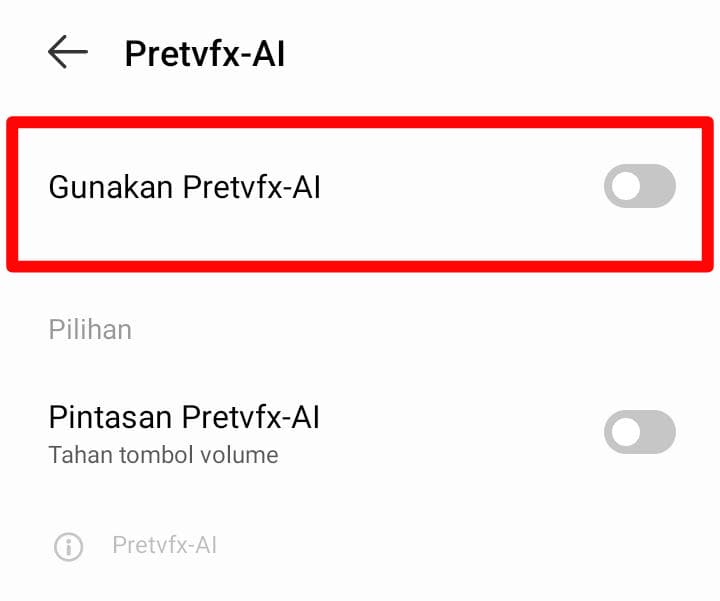 Pretvfx-AI
Gunakan Pretvfx-AI
Pilihan
Pintasan Pretvfx-AI
Tahan tombol volume
Pretvfx-AI